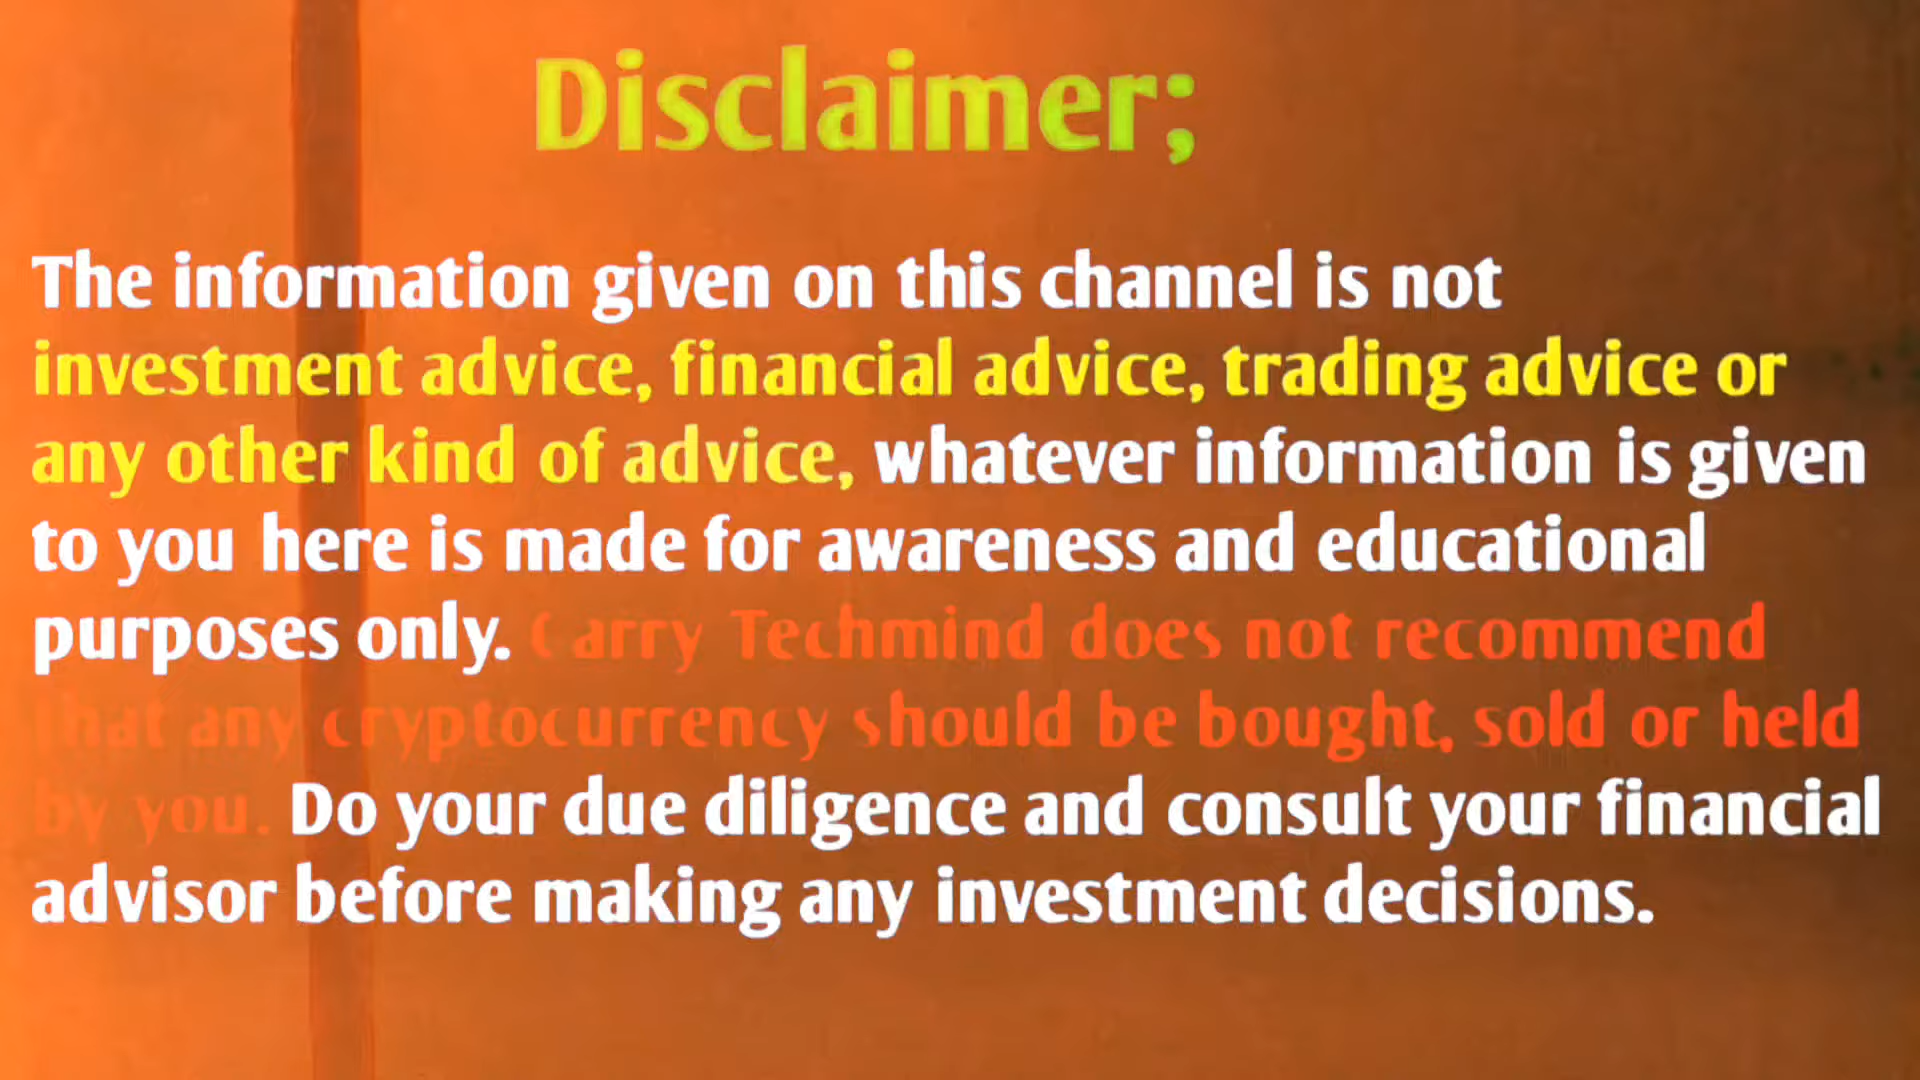 Disclaimer;
The information given on this channel is not
investment advice, financial advice, trading advice or
any other kind of advice, whatever information is given
to you here is made for awareness and educational
purposes only. Carry Techmind does not recommend
that any cryptocurrency should be bought, sold or held
by you. Do your due diligence and consult your financial
advisor before making any investment decisions.